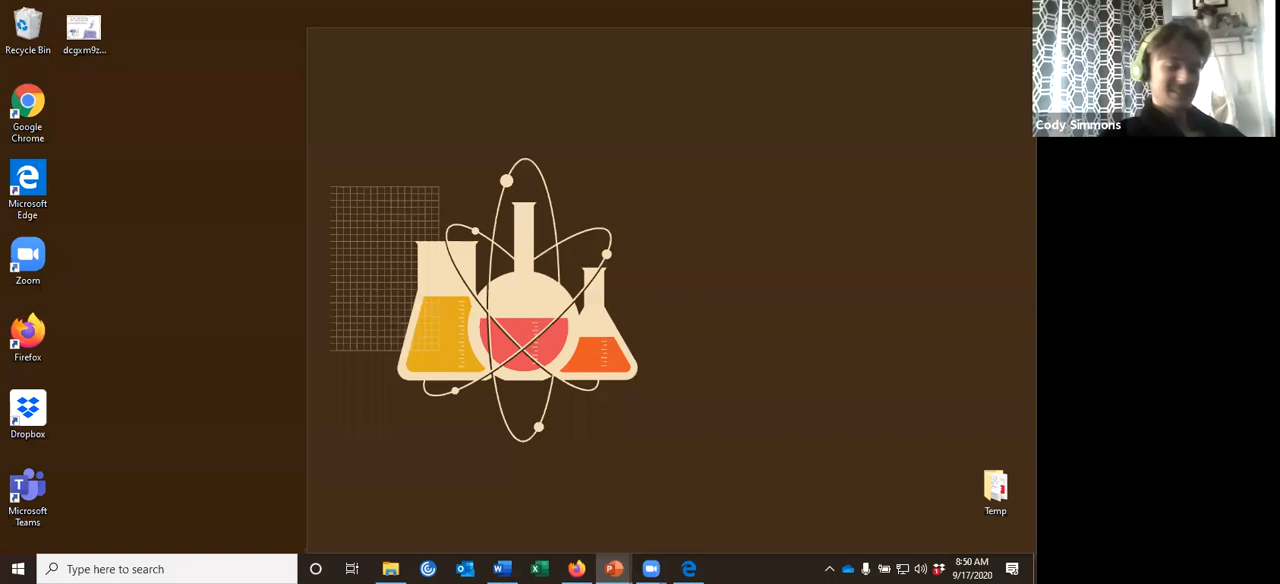 Recycle Bin
dcgxm9z...
Google
Chrome
Microsoft
Edge
Zoom
Firefox
Dropbox
Microsoft
Teams
Cody Simmons
Temp
Type here to search
8:50 AM
9/17/2020